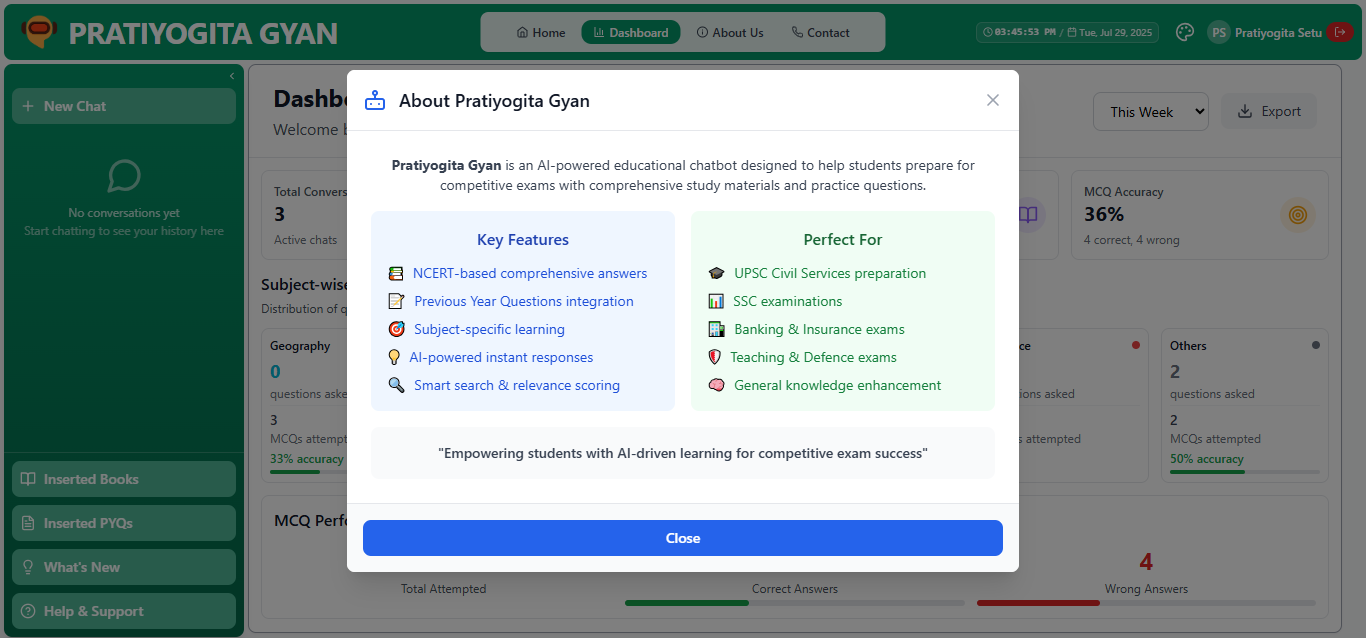 PRATIYOGITA GYAN
Home
Dashboard
About Us
Contact
03:45:53 PM / Tue, Jul 29, 2025
PS
Pratiyogita Setu
New Chat
No conversations yet
Start chatting to see your history here
Inserted Books
Inserted PYQs
What's New
Help & Support
Dashb
Welcome
This Week
Export
Total Convers
3
Active chats
MCQ Accuracy
36%
4 correct, 4 wrong
Subject-wise
Distribution of q
Geography
0
questions asked
3
MCQs attempt
33% accuracy
ce
ions asked
s attempted
Others
2
questions asked
2
MCQs attempted
50% accuracy
MCQ Perfo
Total Attempted
Correct Answers
4
Wrong Answers
About Pratiyogita Gyan
Pratiyogita Gyan is an AI-powered educational chatbot designed to help students prepare for
competitive exams with comprehensive study materials and practice questions.
Key Features
NCERT-based comprehensive answers
Previous Year Questions integration
Subject-specific learning
AI-powered instant responses
Smart search & relevance scoring
Perfect For
UPSC Civil Services preparation
SSC examinations
Banking & Insurance exams
Teaching & Defence exams
General knowledge enhancement
"Empowering students with AI-driven learning for competitive exam success"
Close